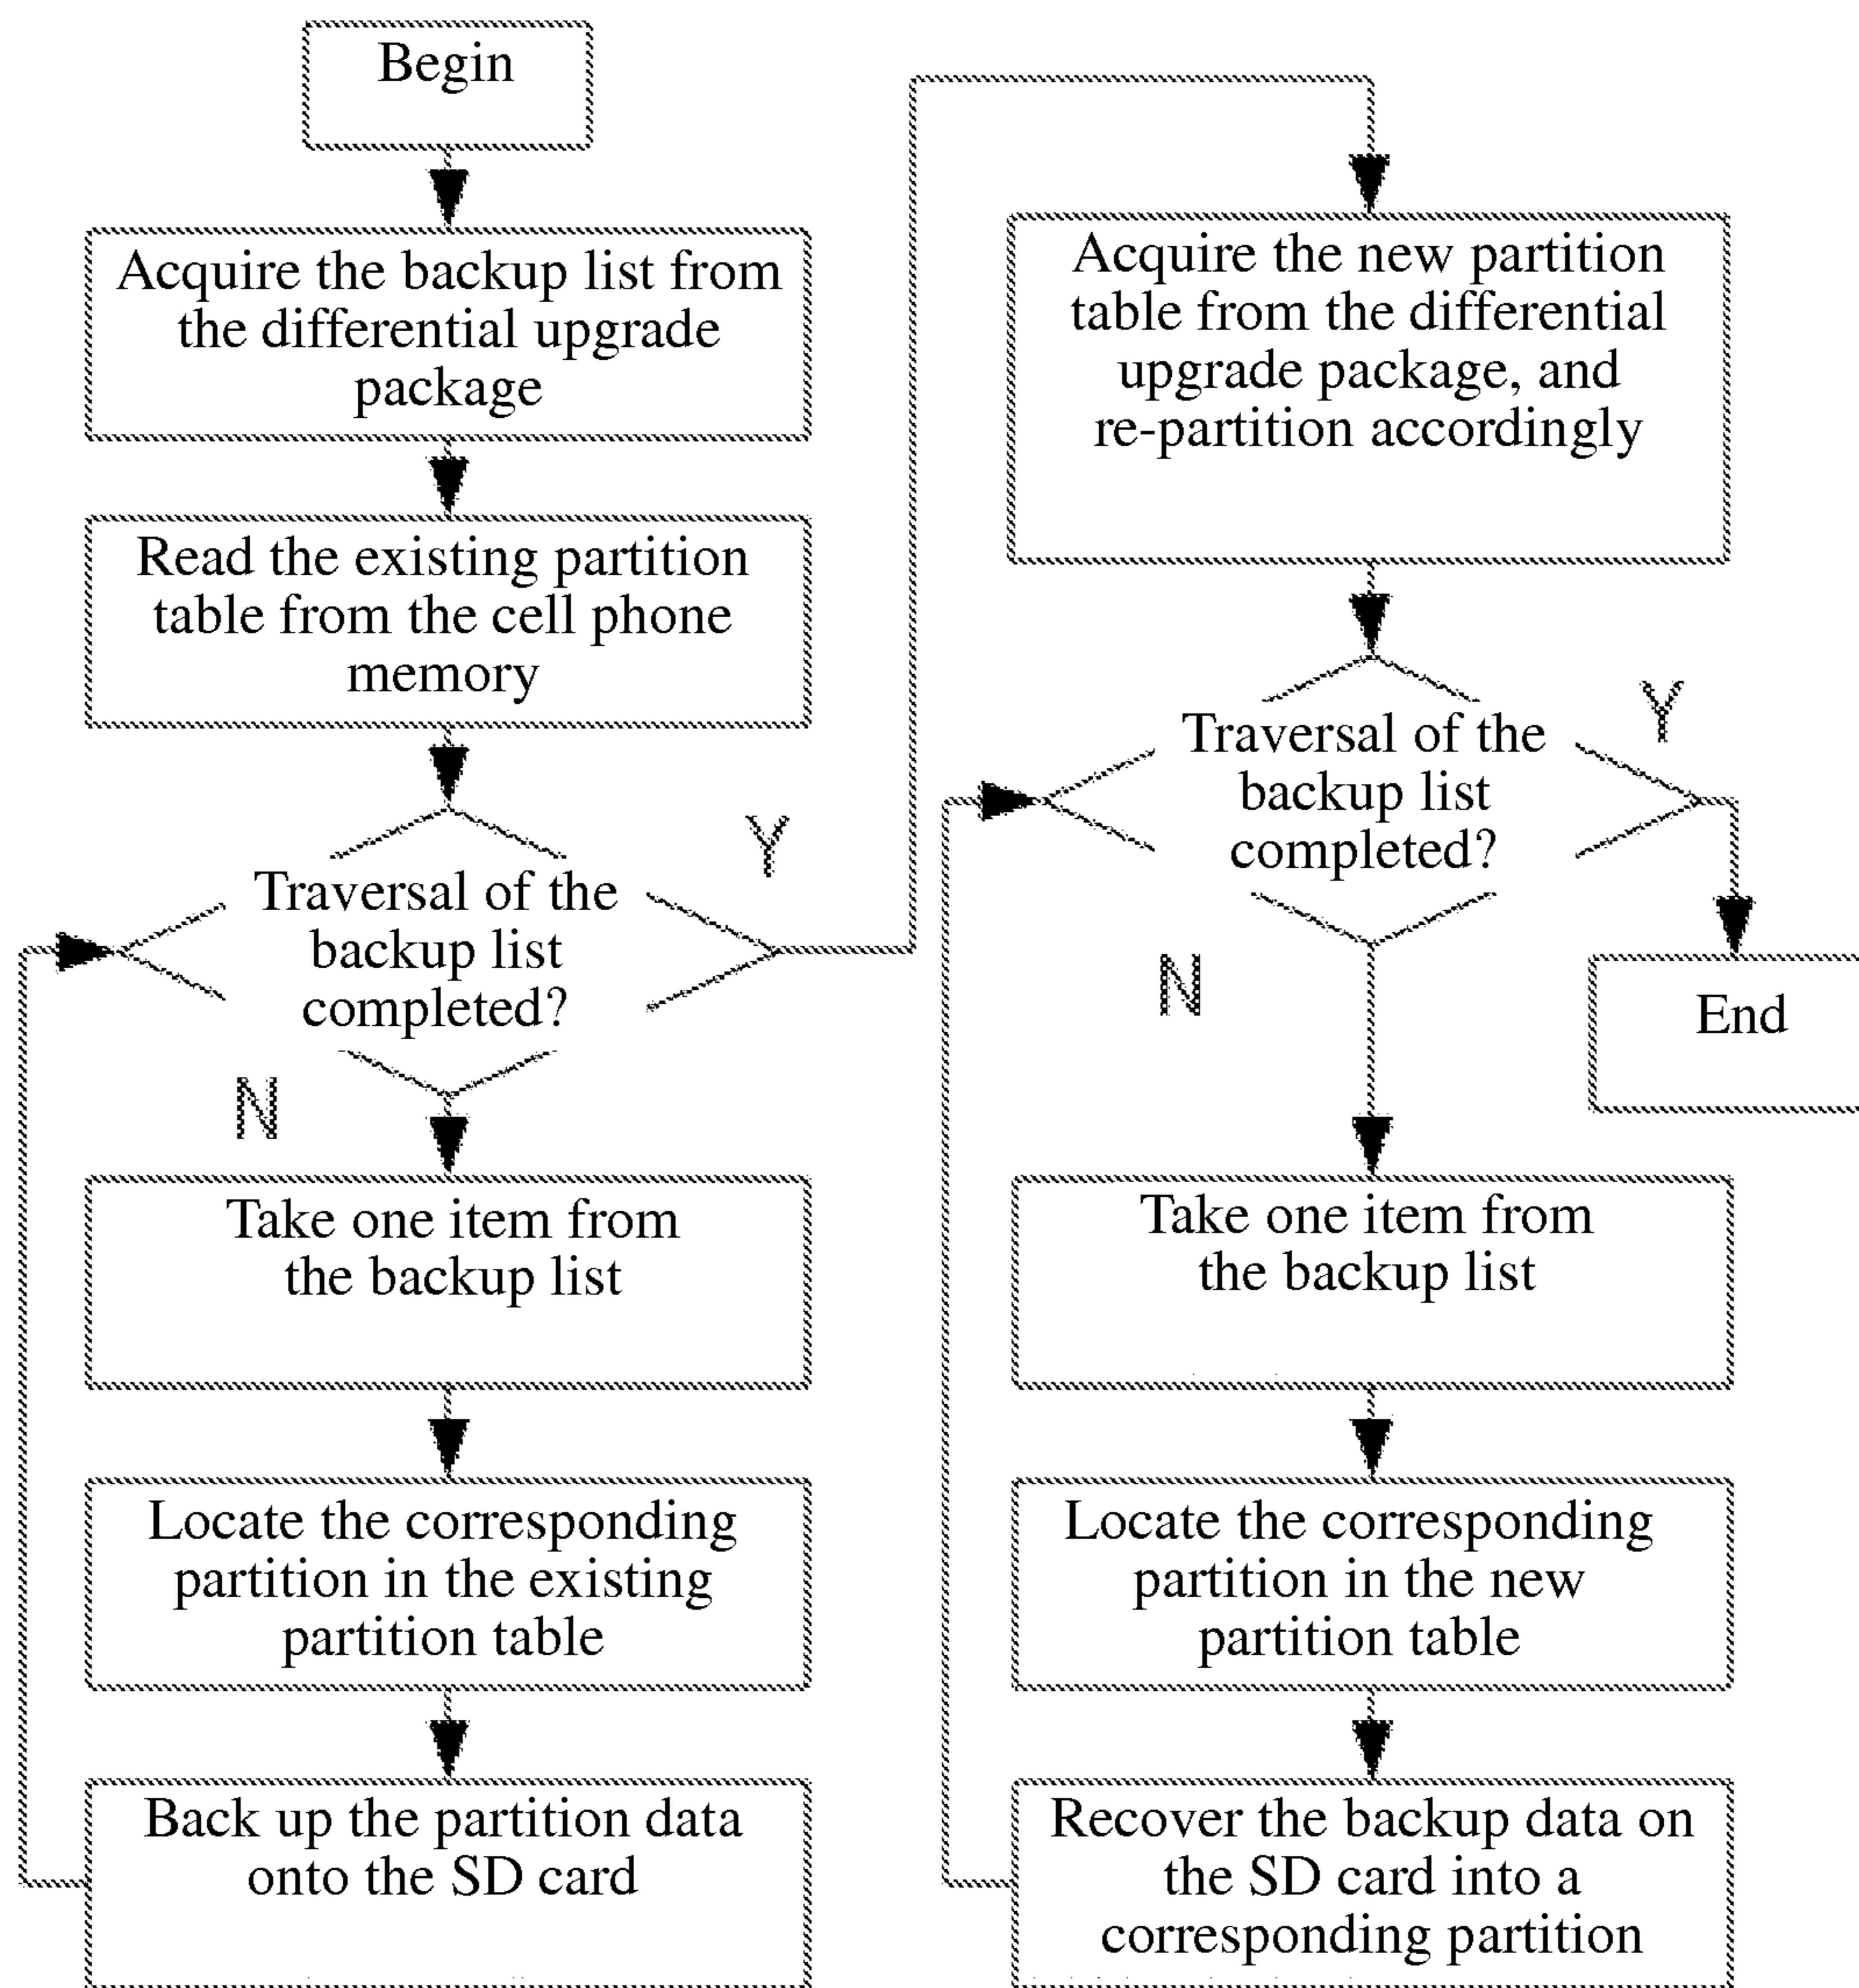 Begin
Acquire the backup list from
the differential upgrade
package
Read the existing partition
table from the cell phone
memory
Traversal of the
backup list
completed?
Y
N
Take one item from
the backup list
Locate the corresponding
partition in the existing
partition table
Back up the partition data
onto the SD card
Acquire the new partition
table from the differential
upgrade package, and
re-partition accordingly
Traversal of the
backup list
completed?
Y
N
End
Take one item from
the backup list
Locate the corresponding
partition in the new
partition table
Recover the backup data on
the SD card into a
corresponding partition